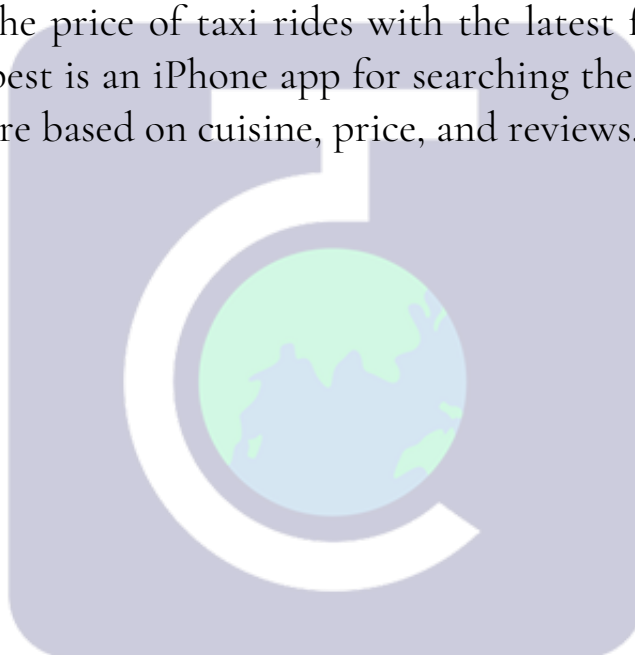 he price of taxi rides with the latest f
best is an iPhone app for searching the
re based on cuisine, price, and reviews.